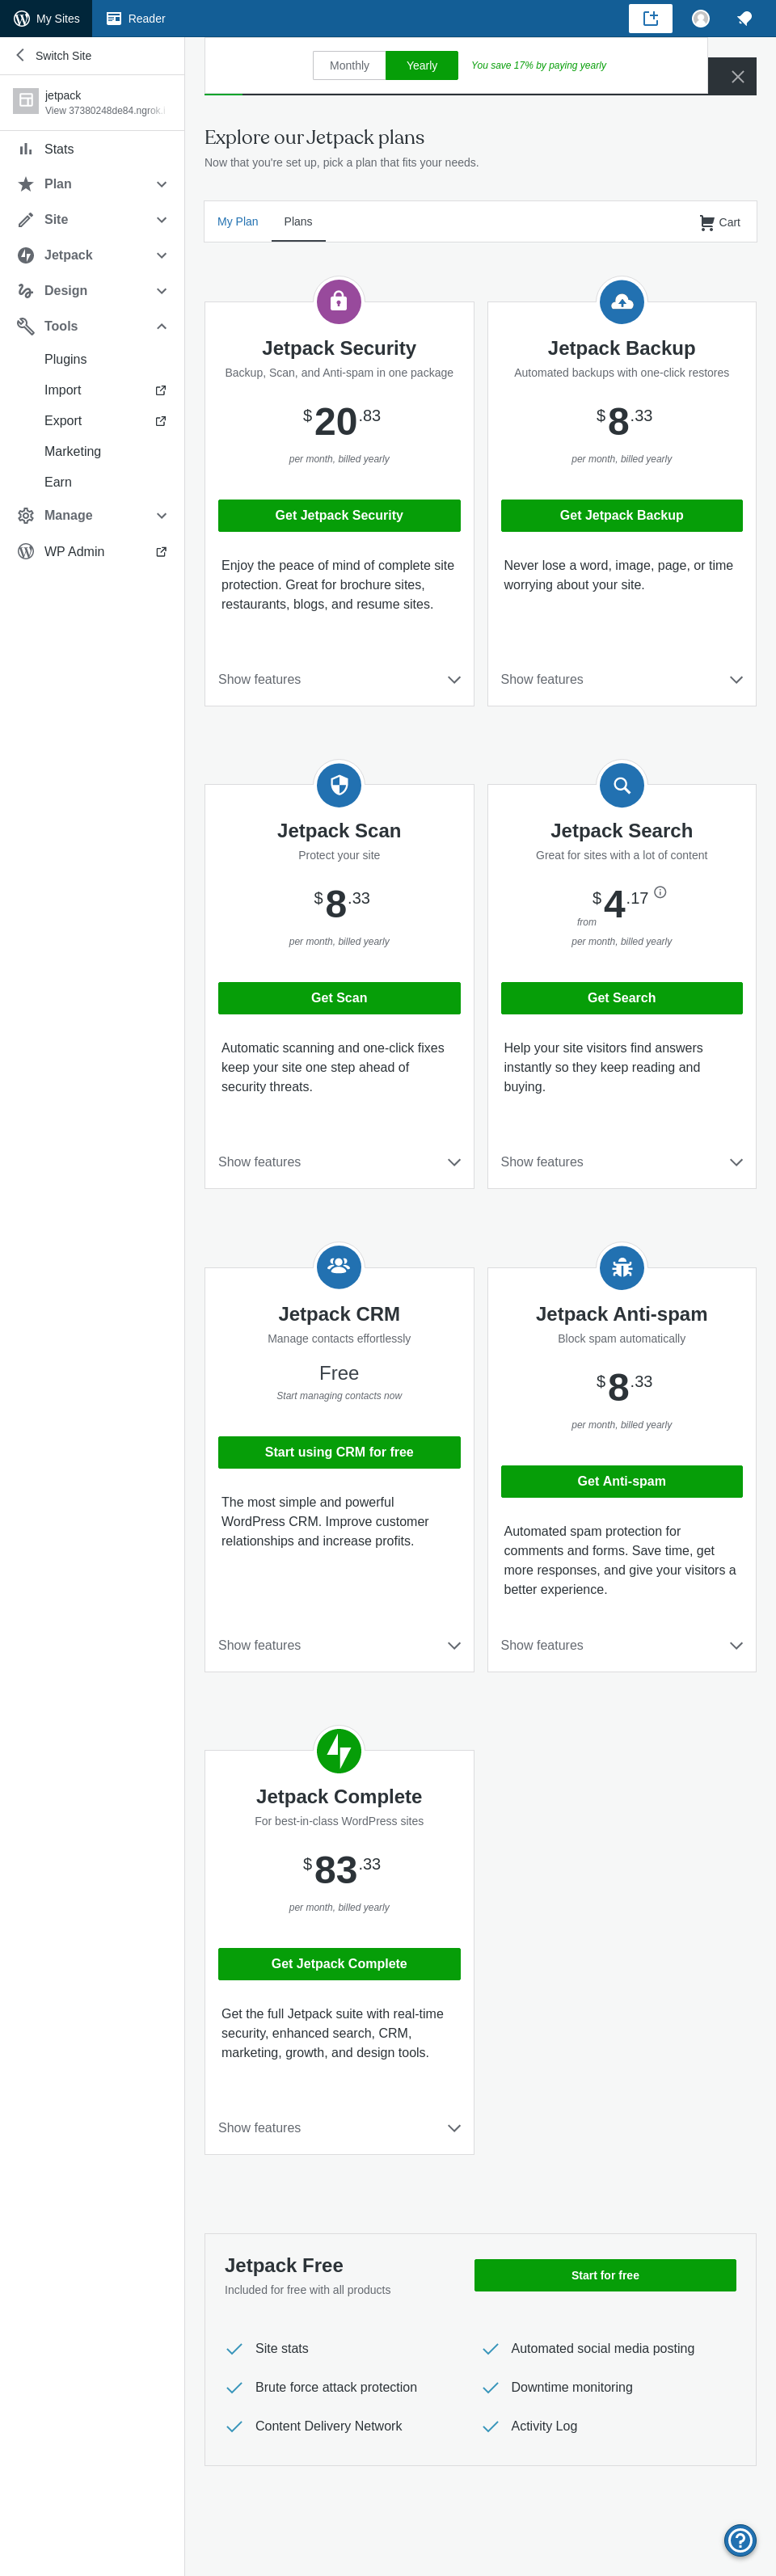 My Sites
Reader
Switch Site
jetpack
View 37380248de84.ngrok.i
Stats
Plan
Site
Jetpack
Design
Tools
Plugins
Import
Export
Marketing
Earn
Manage
WP Admin
Monthly
Yearly
You save 17% by paying yearly
Explore our Jetpack plans
Now that you're set up, pick a plan that fits your needs.
My Plan
Plans
Cart
Jetpack Security
Backup, Scan, and Anti-spam in one package
$20.83
per month, billed yearly
Get Jetpack Security
Enjoy the peace of mind of complete site
protection. Great for brochure sites,
restaurants, blogs, and resume sites.
Show features
Jetpack Backup
Automated backups with one-click restores
$8.33
per month, billed yearly
Get Jetpack Backup
Never lose a word, image, page, or time
worrying about your site.
Show features
Jetpack Scan
Protect your site
$8.33
per month, billed yearly
Get Scan
Automatic scanning and one-click fixes
keep your site one step ahead of
security threats.
Show features
Jetpack Search
Great for sites with a lot of content
from $4.17
per month, billed yearly
Get Search
Help your site visitors find answers
instantly so they keep reading and
buying.
Show features
Jetpack CRM
Manage contacts effortlessly
Free
Start managing contacts now
Start using CRM for free
The most simple and powerful
WordPress CRM. Improve customer
relationships and increase profits.
Show features
Jetpack Anti-spam
Block spam automatically
$8.33
per month, billed yearly
Get Anti-spam
Automated spam protection for
comments and forms. Save time, get
more responses, and give your visitors a
better experience.
Show features
Jetpack Complete
For best-in-class WordPress sites
$83.33
per month, billed yearly
Get Jetpack Complete
Get the full Jetpack suite with real-time
security, enhanced search, CRM,
marketing, growth, and design tools.
Show features
Jetpack Free
Included for free with all products
Start for free
Site stats
Automated social media posting
Brute force attack protection
Downtime monitoring
Content Delivery Network
Activity Log